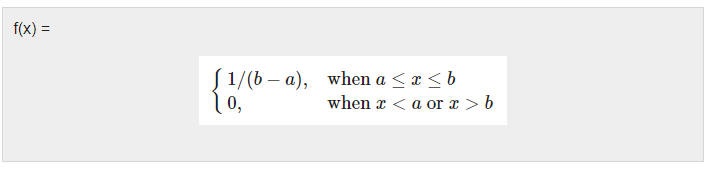 f(x) =
{ 1/(b − a), when a ≤ x ≤ b
0, when x < a or x > b